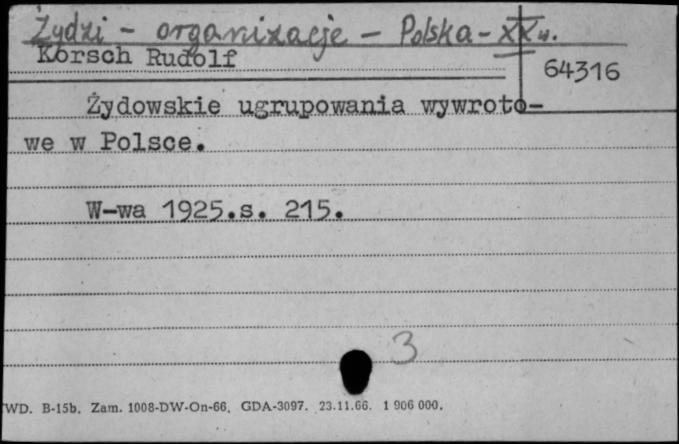 Żydzi - organizacje - Polska - XX w.
Korsch Rudolf
64316
Żydowskie ugrupowania wywroto-
we w Polsce.
W-wa 1925.s. 215.
3
WD. B-15b. Zam. 1008-DW-On-66. GDA-3097. 23.11.66. 1 906 000.